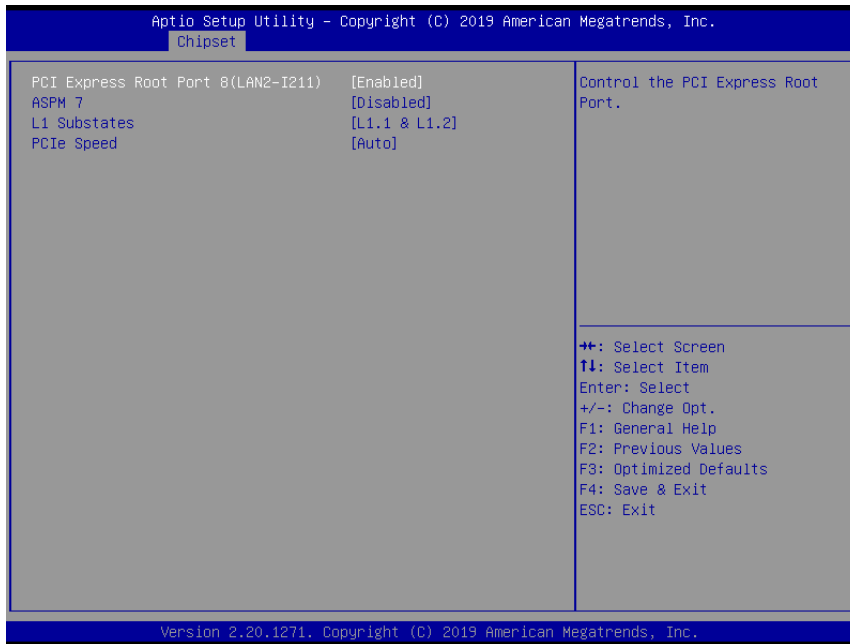 Aptio Setup Utility – Copyright (C) 2019 American Megatrends, Inc.
Chipset
PCI Express Root Port 8(LAN2-I211) [Enabled]
ASPM 7 [Disabled]
L1 Substates [L1.1 & L1.2]
PCIe Speed [Auto]
Control the PCI Express Root
Port.
→←: Select Screen
↑↓: Select Item
Enter: Select
+/-: Change Opt.
F1: General Help
F2: Previous Values
F3: Optimized Defaults
F4: Save & Exit
ESC: Exit
Version 2.20.1271. Copyright (C) 2019 American Megatrends, Inc.